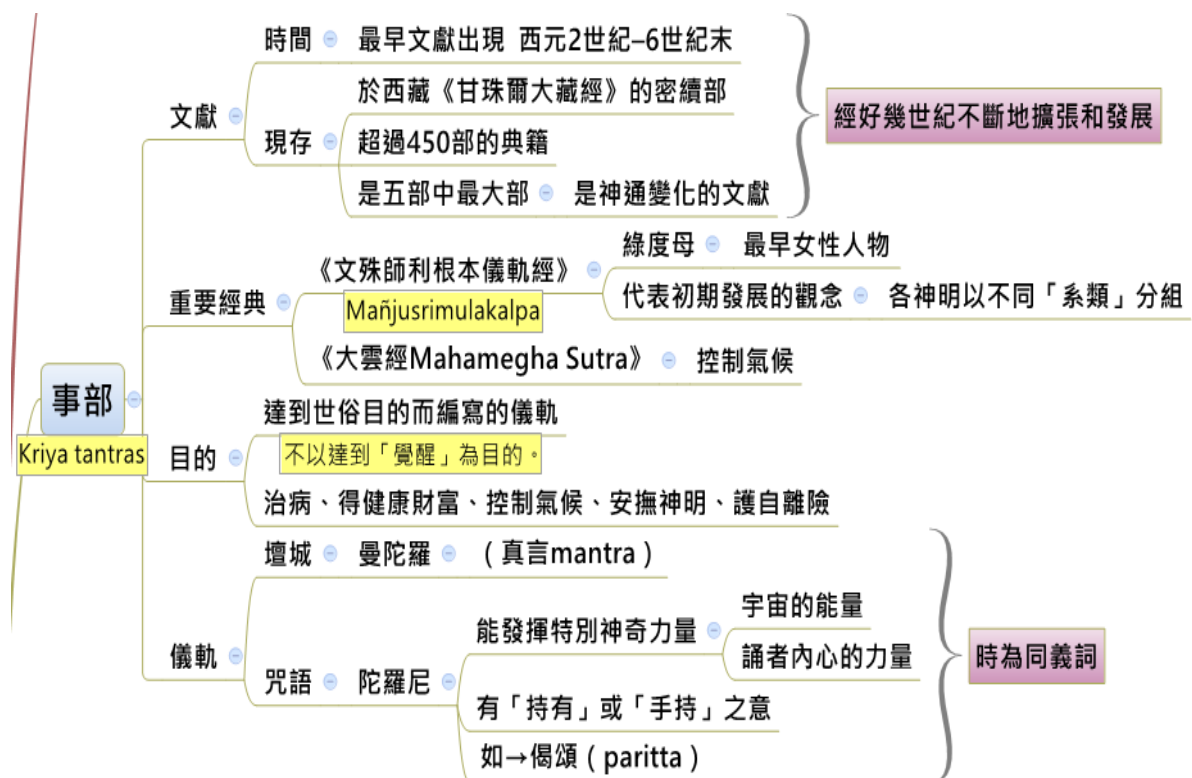 時間 最早文獻出現 西元2世紀–6世紀末
文獻
現存
於西藏《甘珠爾大藏經》的密續部
超過450部的典籍
是五部中最大部 是神通變化的文獻
經好幾世紀不斷地擴張和發展
重要經典
《文殊師利根本儀軌經》
Mañjusrimulakalpa
綠度母 最早女性人物
代表初期發展的觀念 各神明以不同「系類」分組
《大雲經Mahamegha Sutra》 控制氣候
事部
Kriya tantras
目的
達到世俗目的而編寫的儀軌
不以達到「覺醒」為目的。
治病、得健康財富、控制氣候、安撫神明、護自離險
儀軌
壇城 曼陀羅 (真言mantra)
咒語 陀羅尼
能發揮特別神奇力量
宇宙的能量
誦者內心的力量
有「持有」或「手持」之意
如→偈頌(paritta)
時為同義詞